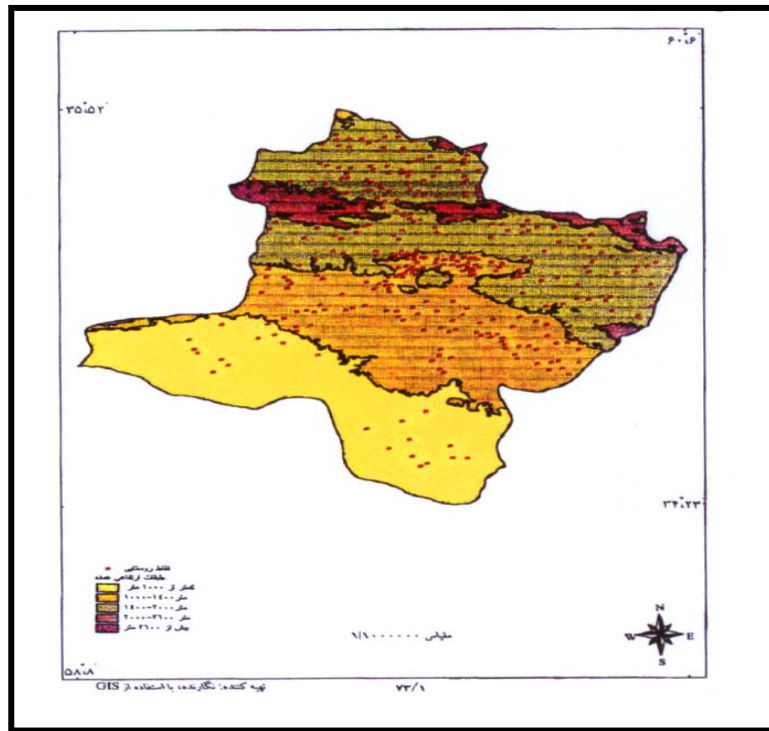 ۶۰٫۶
۳۵٫۵۲
۳۴٫۲۳
نقاط روستایی
طبقات ارتفاعی عمده
کمتر از ۱۰۰۰ متر
متر ۱۴۰۰-۱۰۰۰
متر ۲۰۰۰-۱۴۰۰
متر ۲۶۰۰-۲۰۰۰
بیش از ۲۶۰۰ متر
مقیاس ۱/۱۰۰۰۰۰۰
N
W E
S
۵۸٫۸
تهیه کننده: نگارنده، با استفاده از GIS
۷۳/۱